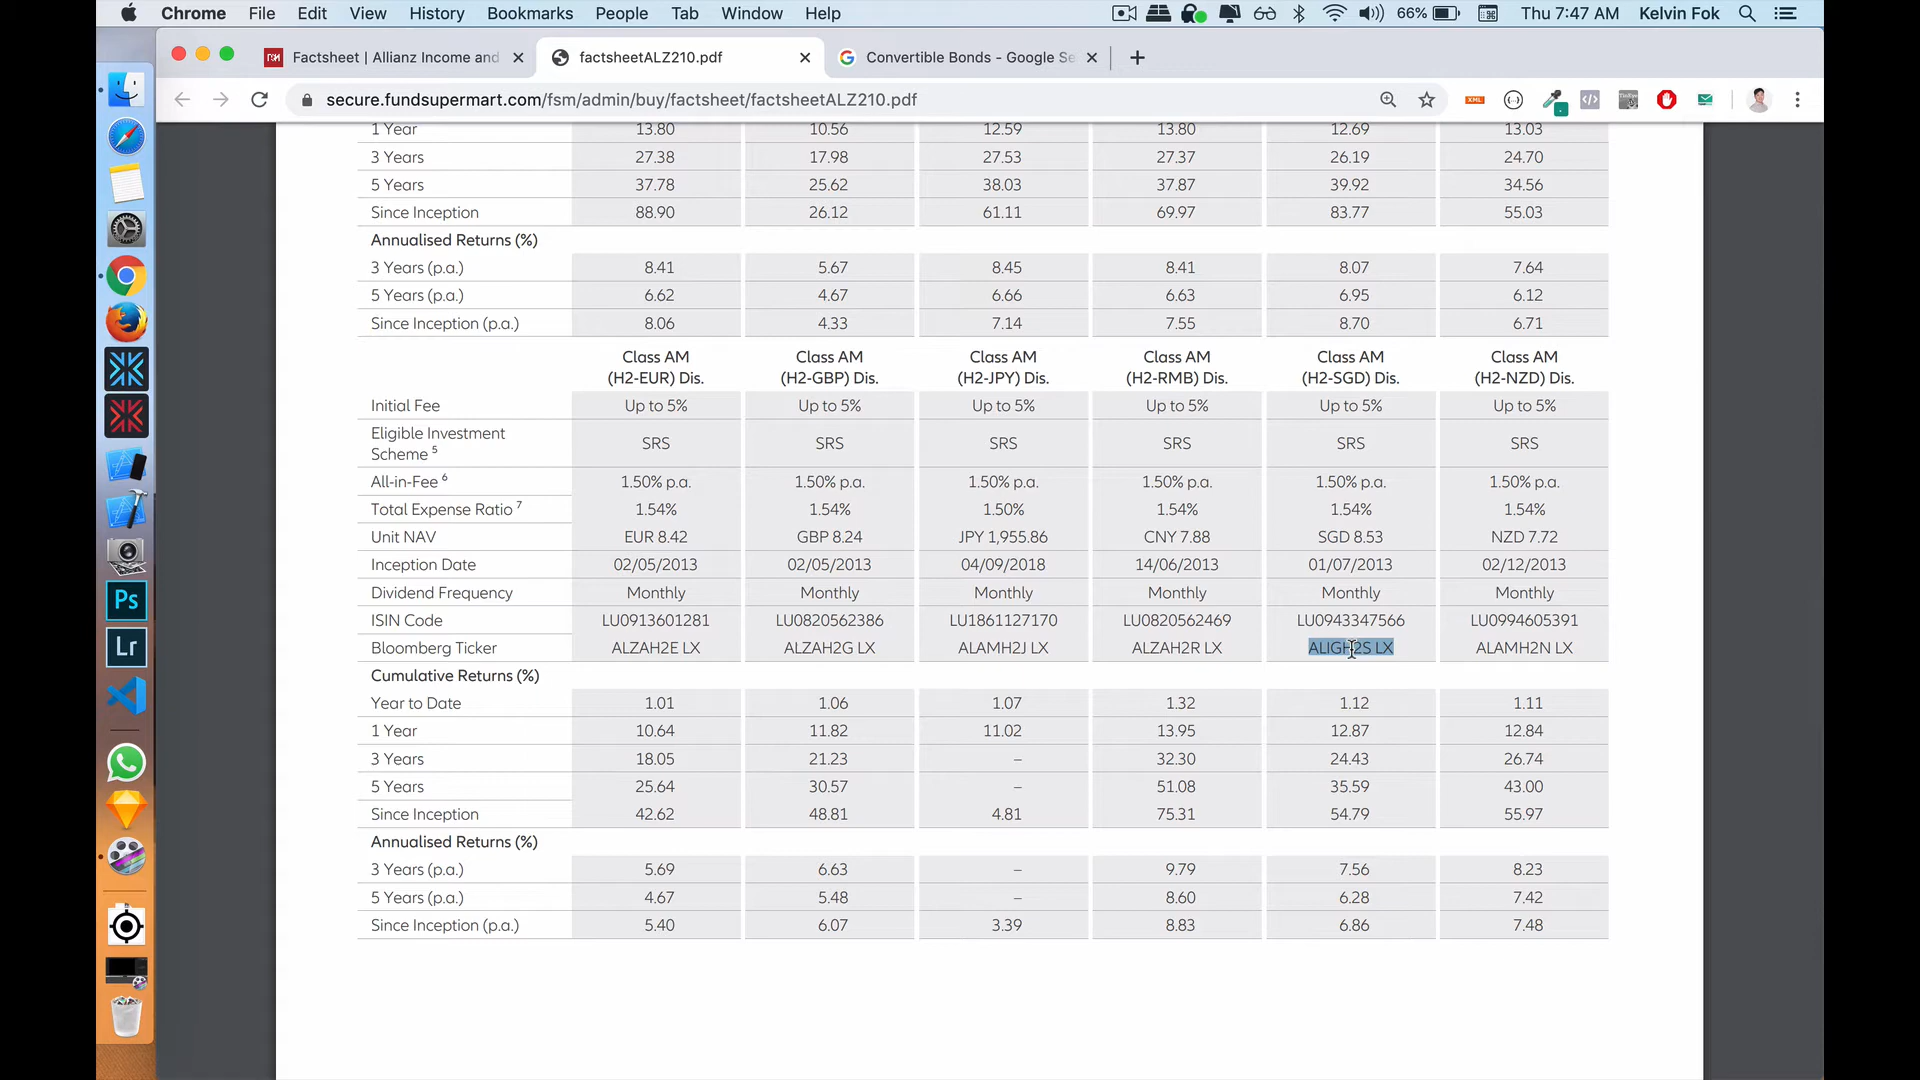 Chrome File Edit View History Bookmarks People Tab Window Help 66% Thu 7:47 AM Kelvin Fok
Factsheet | Allianz Income and factsheetALZ210.pdf Convertible Bonds - Google Se
secure.fundsupermart.com/fsm/admin/buy/factsheet/factsheetALZ210.pdf
1 Year 13.80 10.56 12.59 13.80 12.69 13.03
3 Years 27.38 17.98 27.53 27.37 26.19 24.70
5 Years 37.78 25.62 38.03 37.87 39.92 34.56
Since Inception 88.90 26.12 61.11 69.97 83.77 55.03
Annualised Returns (%)
3 Years (p.a.) 8.41 5.67 8.45 8.41 8.07 7.64
5 Years (p.a.) 6.62 4.67 6.66 6.63 6.95 6.12
Since Inception (p.a.) 8.06 4.33 7.14 7.55 8.70 6.71
Class AM Class AM Class AM Class AM Class AM Class AM
(H2-EUR) Dis. (H2-GBP) Dis. (H2-JPY) Dis. (H2-RMB) Dis. (H2-SGD) Dis. (H2-NZD) Dis.
Initial Fee Up to 5% Up to 5% Up to 5% Up to 5% Up to 5% Up to 5%
Eligible Investment
Scheme 5 SRS SRS SRS SRS SRS SRS
All-in-Fee 6 1.50% p.a. 1.50% p.a. 1.50% p.a. 1.50% p.a. 1.50% p.a. 1.50% p.a.
Total Expense Ratio 7 1.54% 1.54% 1.50% 1.54% 1.54% 1.54%
Unit NAV EUR 8.42 GBP 8.24 JPY 1,955.86 CNY 7.88 SGD 8.53 NZD 7.72
Inception Date 02/05/2013 02/05/2013 04/09/2018 14/06/2013 01/07/2013 02/12/2013
Dividend Frequency Monthly Monthly Monthly Monthly Monthly Monthly
ISIN Code LU0913601281 LU0820562386 LU1861127170 LU0820562469 LU0943347566 LU0994605391
Bloomberg Ticker ALZAH2E LX ALZAH2G LX ALAMH2J LX ALZAH2R LX ALIGH2S LX ALAMH2N LX
Cumulative Returns (%)
Year to Date 1.01 1.06 1.07 1.32 1.12 1.11
1 Year 10.64 11.82 11.02 13.95 12.87 12.84
3 Years 18.05 21.23 – 32.30 24.43 26.74
5 Years 25.64 30.57 – 51.08 35.59 43.00
Since Inception 42.62 48.81 4.81 75.31 54.79 55.97
Annualised Returns (%)
3 Years (p.a.) 5.69 6.63 – 9.79 7.56 8.23
5 Years (p.a.) 4.67 5.48 – 8.60 6.28 7.42
Since Inception (p.a.) 5.40 6.07 3.39 8.83 6.86 7.48
Ps
Lr